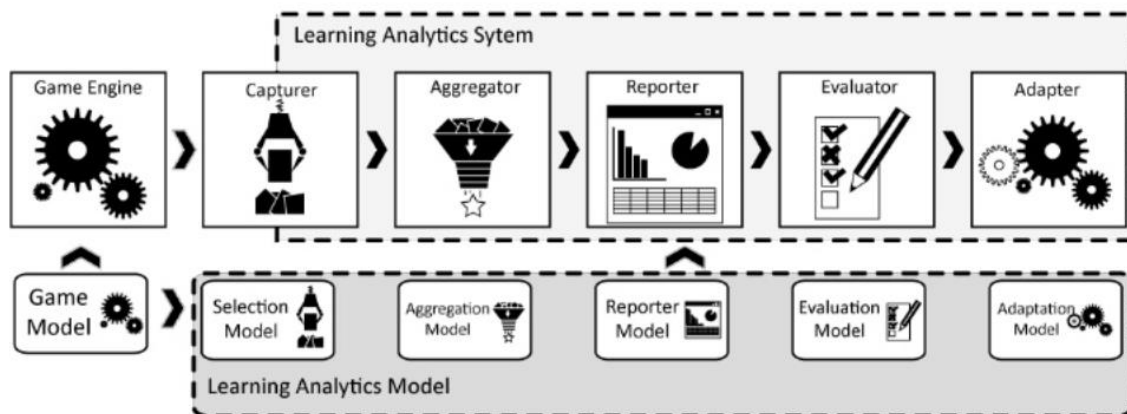 Learning Analytics Sytem
Game Engine
Capturer
Aggregator
Reporter
Evaluator
Adapter
Game
Model
Selection
Model
Aggregation
Model
Reporter
Model
Evaluation
Model
Adaptation
Model
Learning Analytics Model